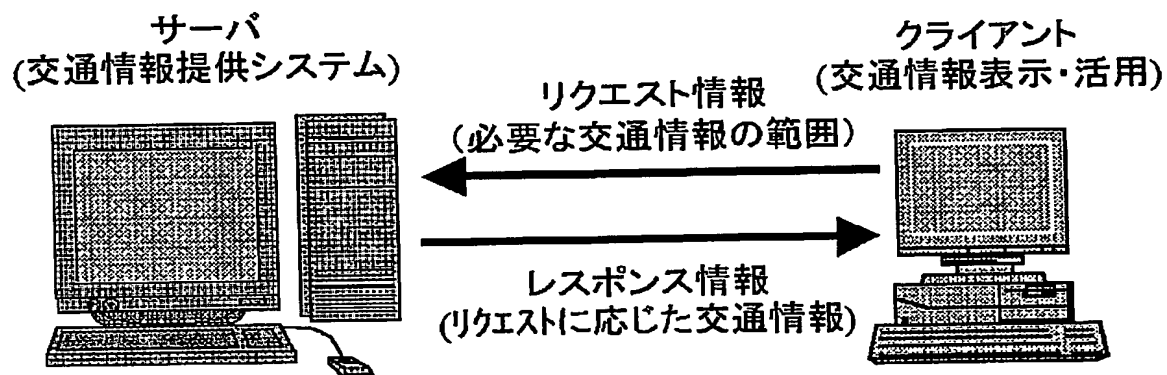 サーバ
(交通情報提供システム)
クライアント
(交通情報表示・活用)
リクエスト情報
(必要な交通情報の範囲)
レスポンス情報
(リクエストに応じた交通情報)